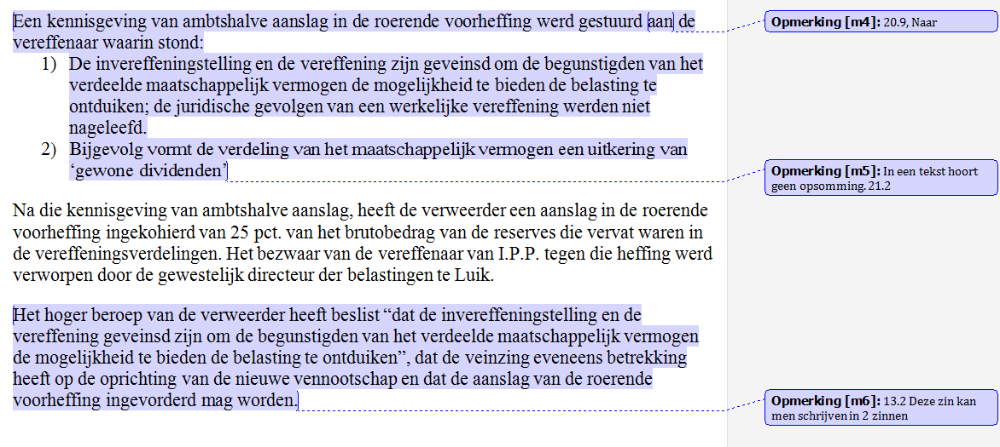 Een kennisgeving van ambtshalve aanslag in de roerende voorheffing werd gestuurd aan de
vereffenaar waarin stond:
1) De invereffeningstelling en de vereffening zijn geveinsd om de begunstigden van het
verdeelde maatschappelijk vermogen de mogelijkheid te bieden de belasting te
ontduiken; de juridische gevolgen van een werkelijke vereffening werden niet
nageleefd.
2) Bijgevolg vormt de verdeling van het maatschappelijk vermogen een uitkering van
‘gewone dividenden’
Na die kennisgeving van ambtshalve aanslag, heeft de verweerder een aanslag in de roerende
voorheffing ingekohierd van 25 pct. van het brutobedrag van de reserves die vervat waren in
de vereffeningsverdelingen. Het bezwaar van de vereffenaar van I.P.P. tegen die heffing werd
verworpen door de gewestelijk directeur der belastingen te Luik.
Het hoger beroep van de verweerder heeft beslist “dat de invereffeningstelling en de
vereffening geveinsd zijn om de begunstigden van het verdeelde maatschappelijk vermogen
de mogelijkheid te bieden de belasting te ontduiken”, dat de veinzing eveneens betrekking
heeft op de oprichting van de nieuwe vennootschap en dat de aanslag van de roerende
voorheffing ingevorderd mag worden.
Opmerking [m4]: 20.9, Naar
Opmerking [m5]: In een tekst hoort
geen opsomming. 21.2
Opmerking [m6]: 13.2 Deze zin kan
men schrijven in 2 zinnen